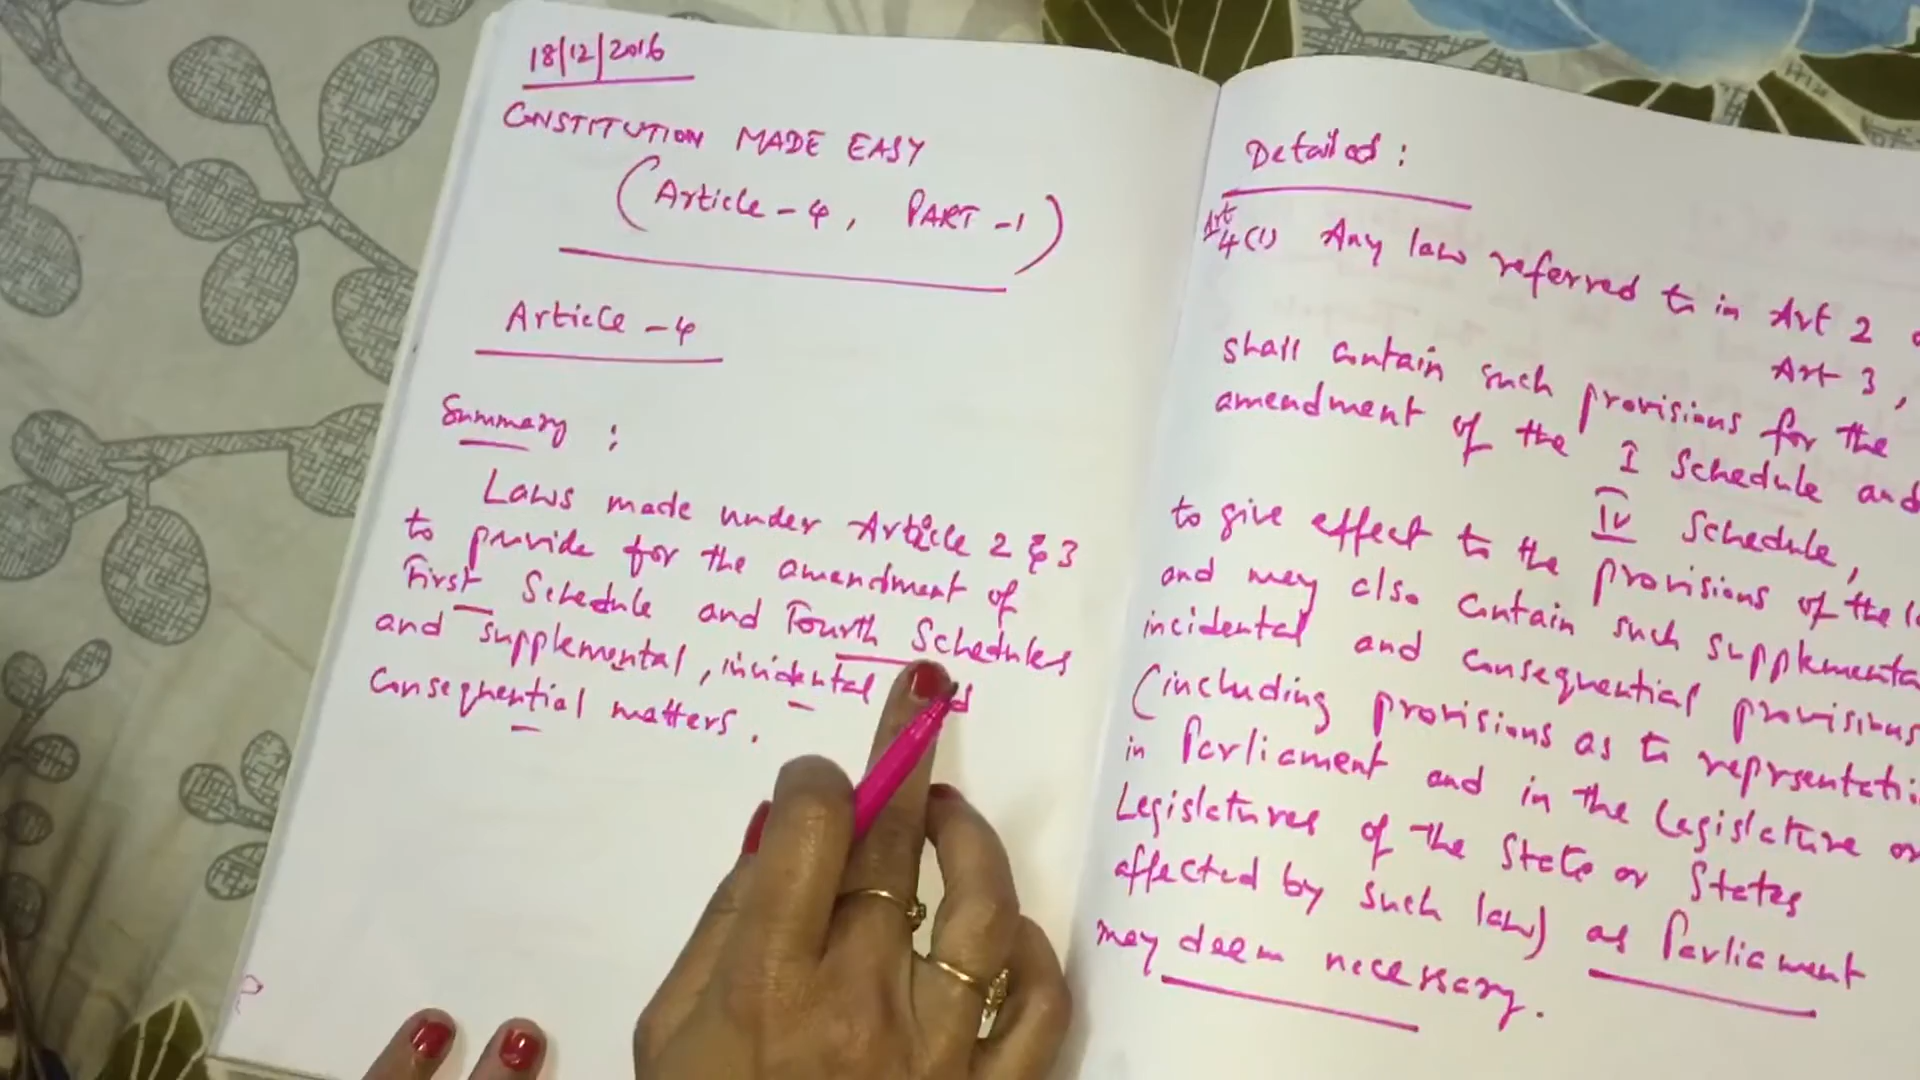 18/12/2016
CONSTITUTION MADE EASY
(Article - 4, PART - 1)
Article - 4
Summary :
Laws made under Article 2 & 3
to provide for the amendment of
First Schedule and Fourth Schedules
and supplemental, incidental
consequential matters.
Detailed :
Art 4 (1) Any law referred to in Art 2
Art 3,
shall contain such provisions for the
amendment of the I Schedule and
IV Schedule,
to give effect to the provisions of the
and may also contain such
incidental and consequential provisions
(including provisions as to
in Parliament and in the Legislature or
Legislatures of the State or States
affected by such law) as Parliament
may deem necessary.